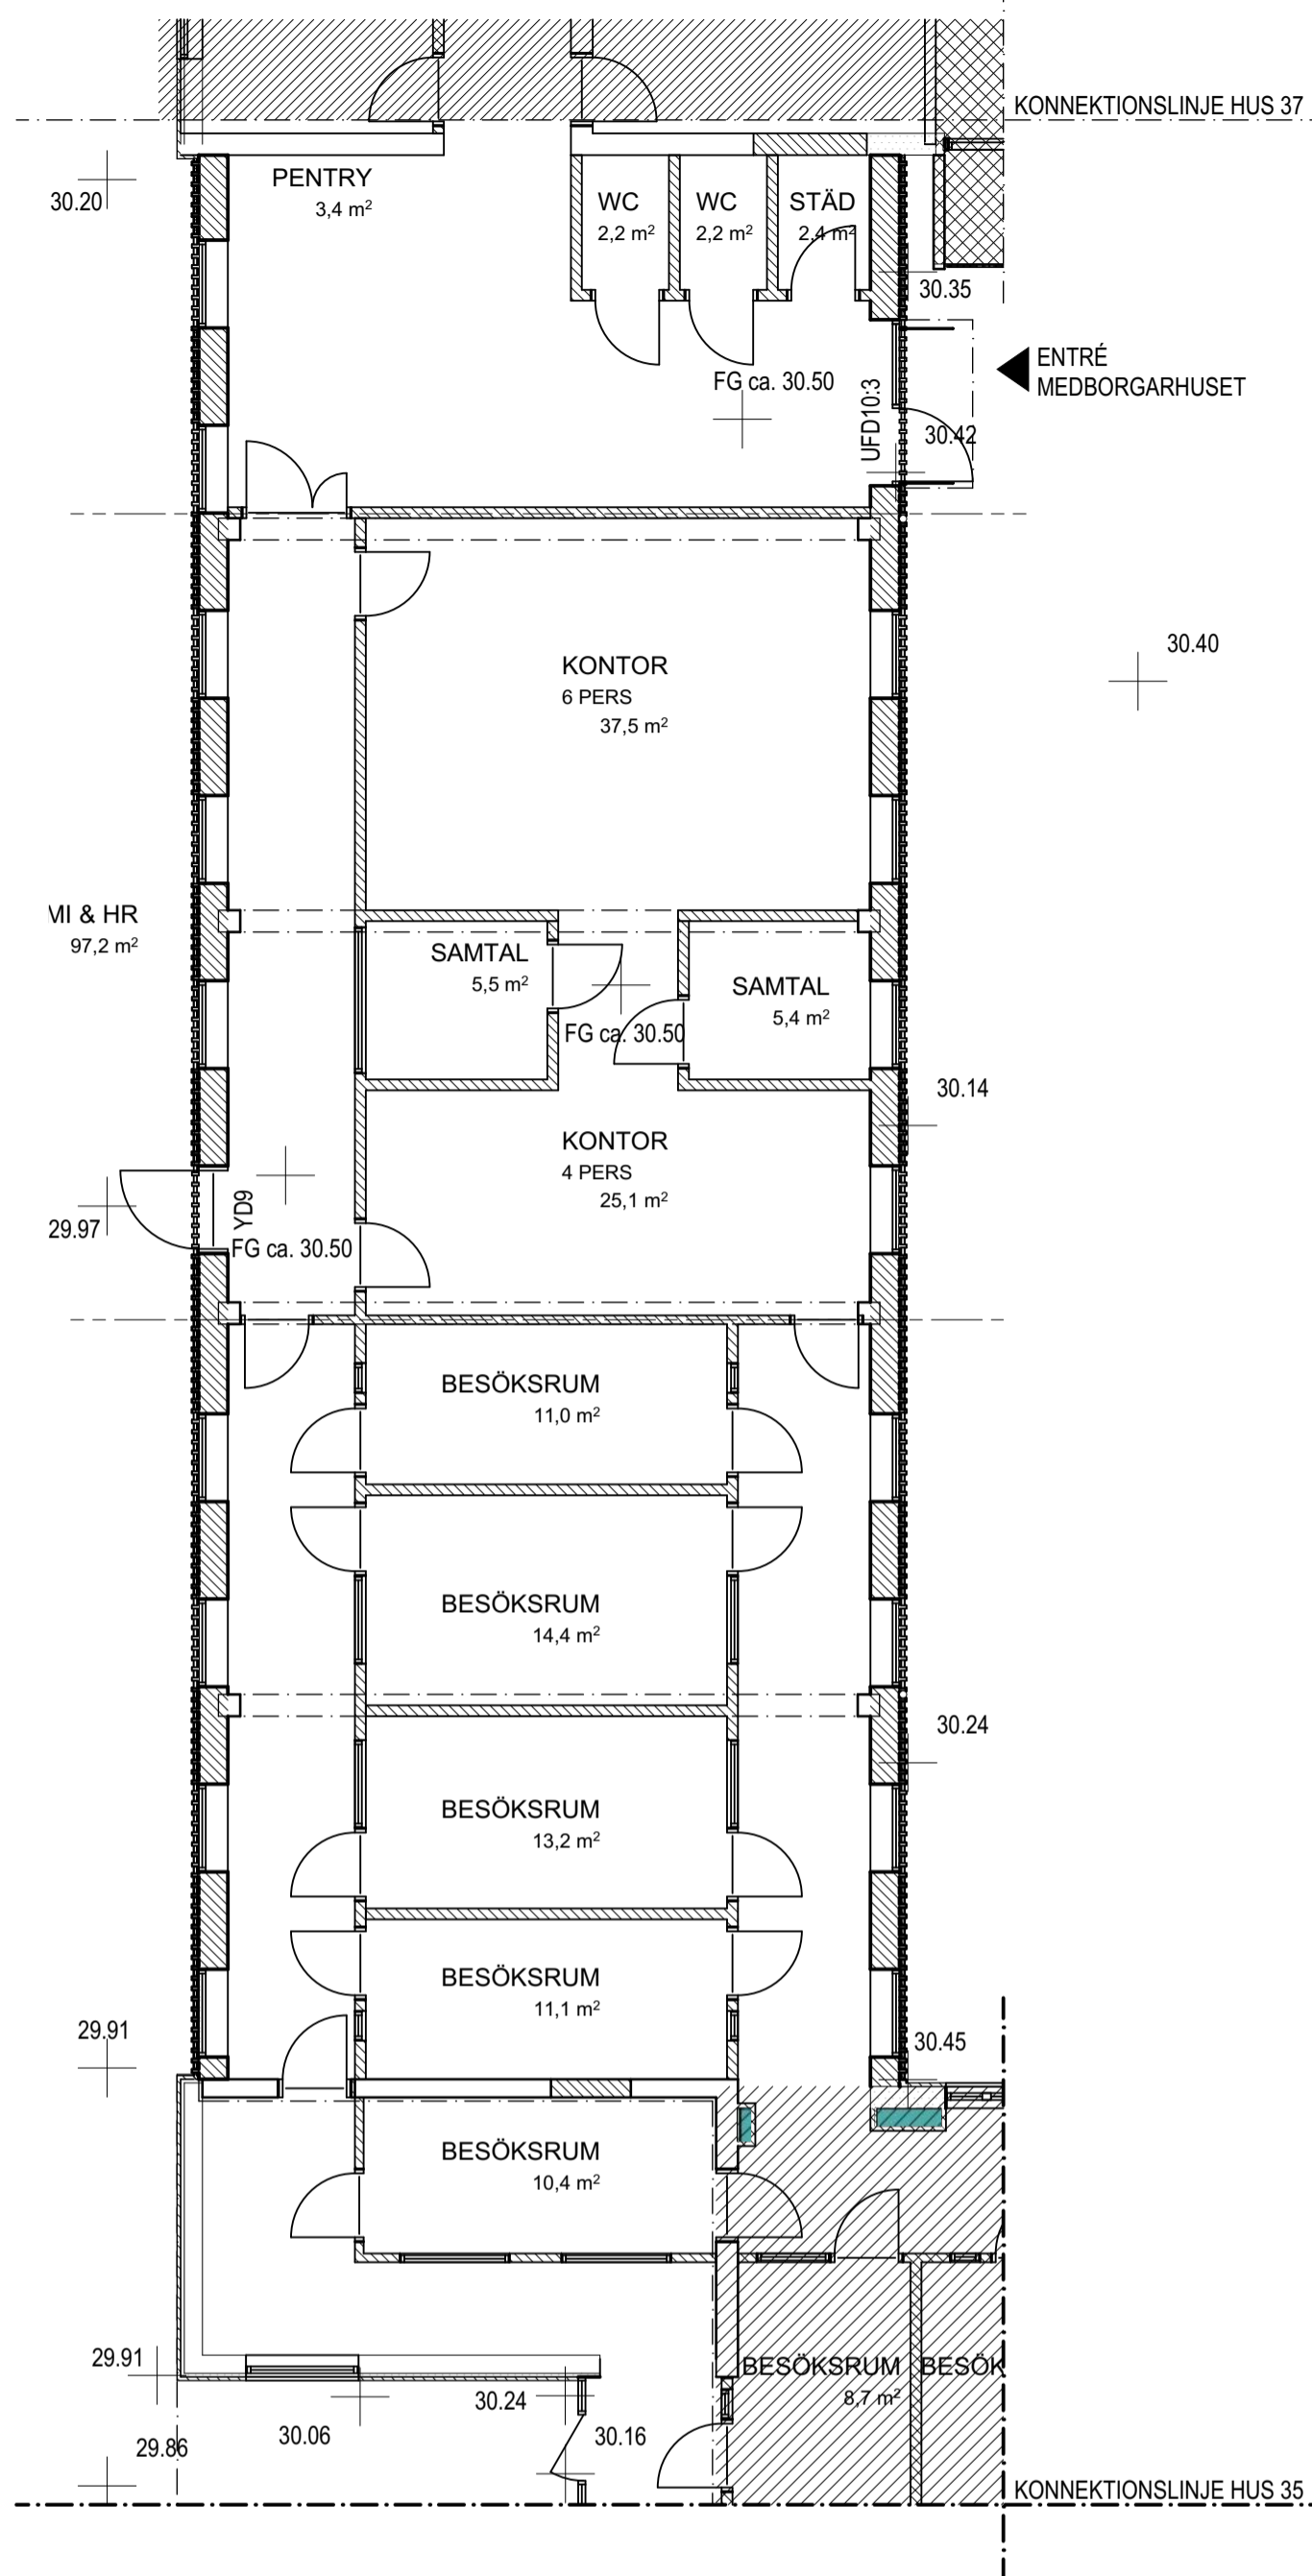 KONNEKTIONSLINJE HUS 37
30.20
PENTRY
3,4 m²
WC
2,2 m²
WC
2,2 m²
STÄD
2,4 m²
30.35
ENTRÉ
MEDBORGARHUSET
FG ca. 30.50
UFD10:3
30.42
KONTOR
6 PERS
37,5 m²
30.40
MI & HR
97,2 m²
SAMTAL
5,5 m²
SAMTAL
5,4 m²
FG ca. 30.50
30.14
KONTOR
4 PERS
25,1 m²
29.97
YD9
FG ca. 30.50
BESÖKSRUM
11,0 m²
BESÖKSRUM
14,4 m²
30.24
BESÖKSRUM
13,2 m²
BESÖKSRUM
11,1 m²
29.91
30.45
BESÖKSRUM
10,4 m²
29.91
BESÖKSRUM
8,7 m²
BESÖK
30.24
30.06
30.16
29.86
KONNEKTIONSLINJE HUS 35